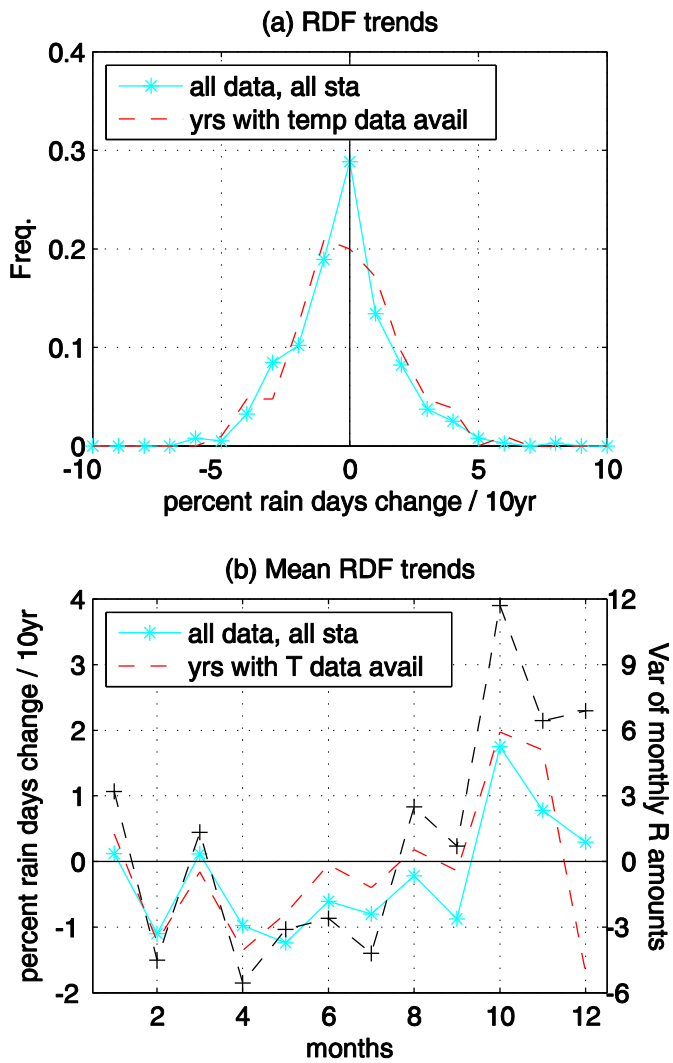 (a) RDF trends
0.4
0.3
0.2
0.1
0
Freq.
all data, all sta
yrs with temp data avail
-10
-5
0
5
10
percent rain days change / 10yr
(b) Mean RDF trends
4
3
2
1
0
-1
-2
percent rain days change / 10yr
all data, all sta
yrs with T data avail
12
9
6
3
0
-3
-6
Var of monthly R amounts
2
4
6
8
10
12
months